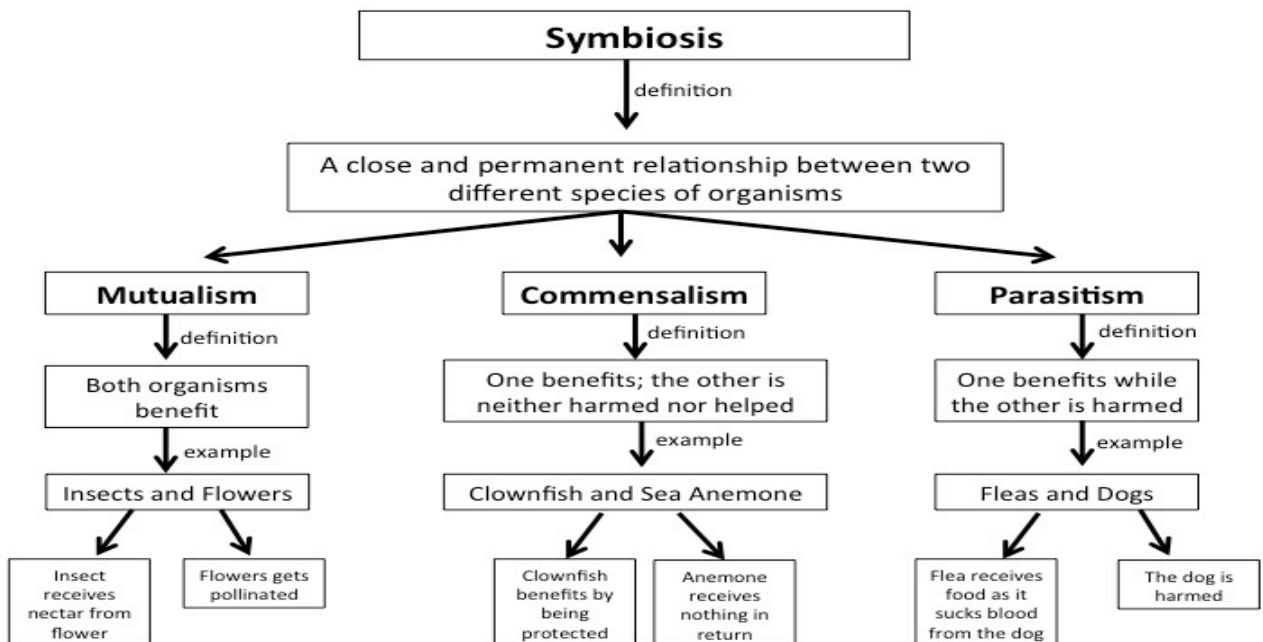 Symbiosis
definition
A close and permanent relationship between two
different species of organisms
Mutualism
definition
Both organisms
benefit
example
Insects and Flowers
Insect
receives
nectar from
flower
Flowers gets
pollinated
Commensalism
definition
One benefits; the other is
neither harmed nor helped
example
Clownfish and Sea Anemone
Clownfish
benefits by
being
protected
Anemone
receives
nothing in
return
Parasitism
definition
One benefits while
the other is harmed
example
Fleas and Dogs
Flea receives
food as it
sucks blood
from the dog
The dog is
harmed